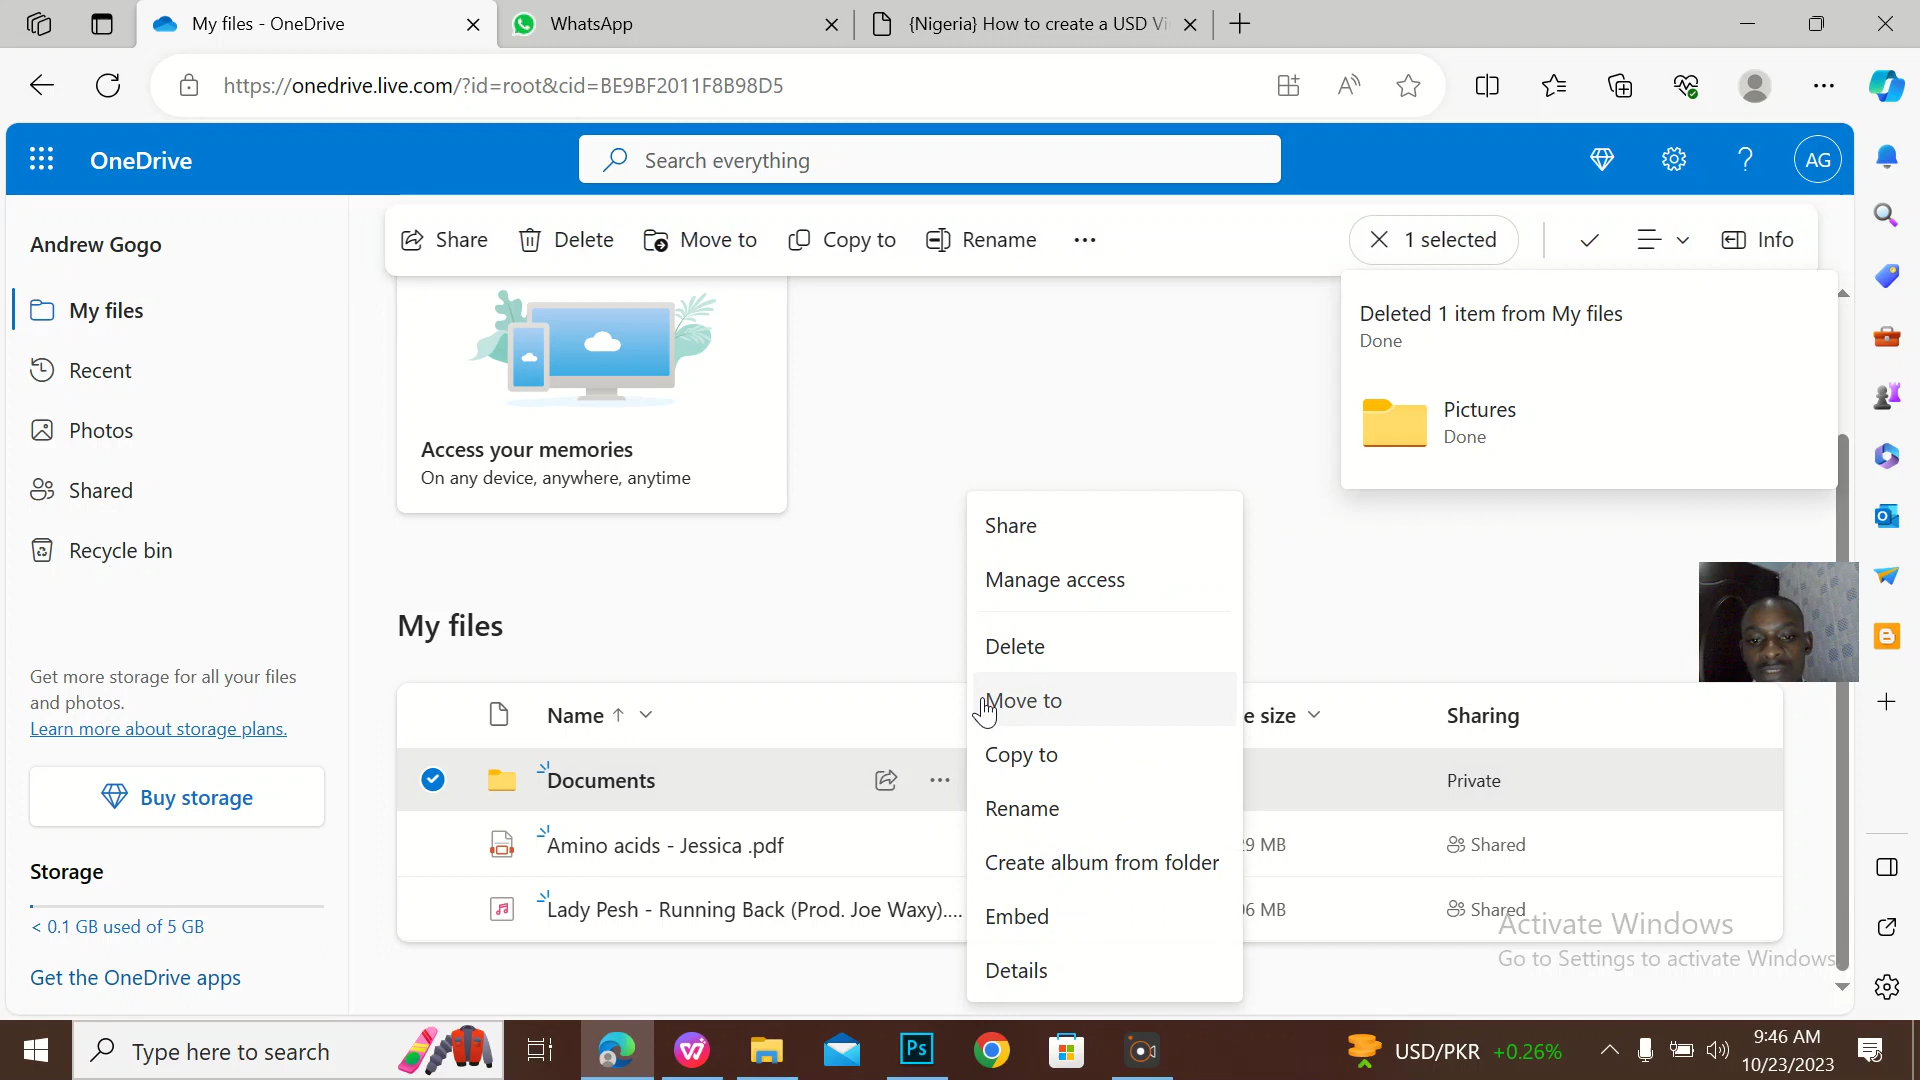 My files - OneDrive
WhatsApp
{Nigeria} How to create a USD Vi
https://onedrive.live.com/?id=root&cid=BE9BF2011F8B98D5
OneDrive
Search everything
AG
Andrew Gogo
Share
Delete
Move to
Copy to
Rename
1 selected
Info
My files
Recent
Photos
Shared
Recycle bin
Deleted 1 item from My files
Done
Pictures
Done
Access your memories
On any device, anywhere, anytime
Share
Manage access
Delete
Move to
Copy to
Rename
Create album from folder
Embed
Details
My files
Name
e size
Sharing
Documents
Private
Amino acids - Jessica .pdf
29 MB
Shared
Lady Pesh - Running Back (Prod. Joe Waxy)....
06 MB
Shared
Get more storage for all your files
and photos.
Learn more about storage plans.
Buy storage
Storage
< 0.1 GB used of 5 GB
Get the OneDrive apps
Activate Windows
Go to Settings to activate Windows
Type here to search
Ps
USD/PKR +0.26%
9:46 AM
10/23/2023